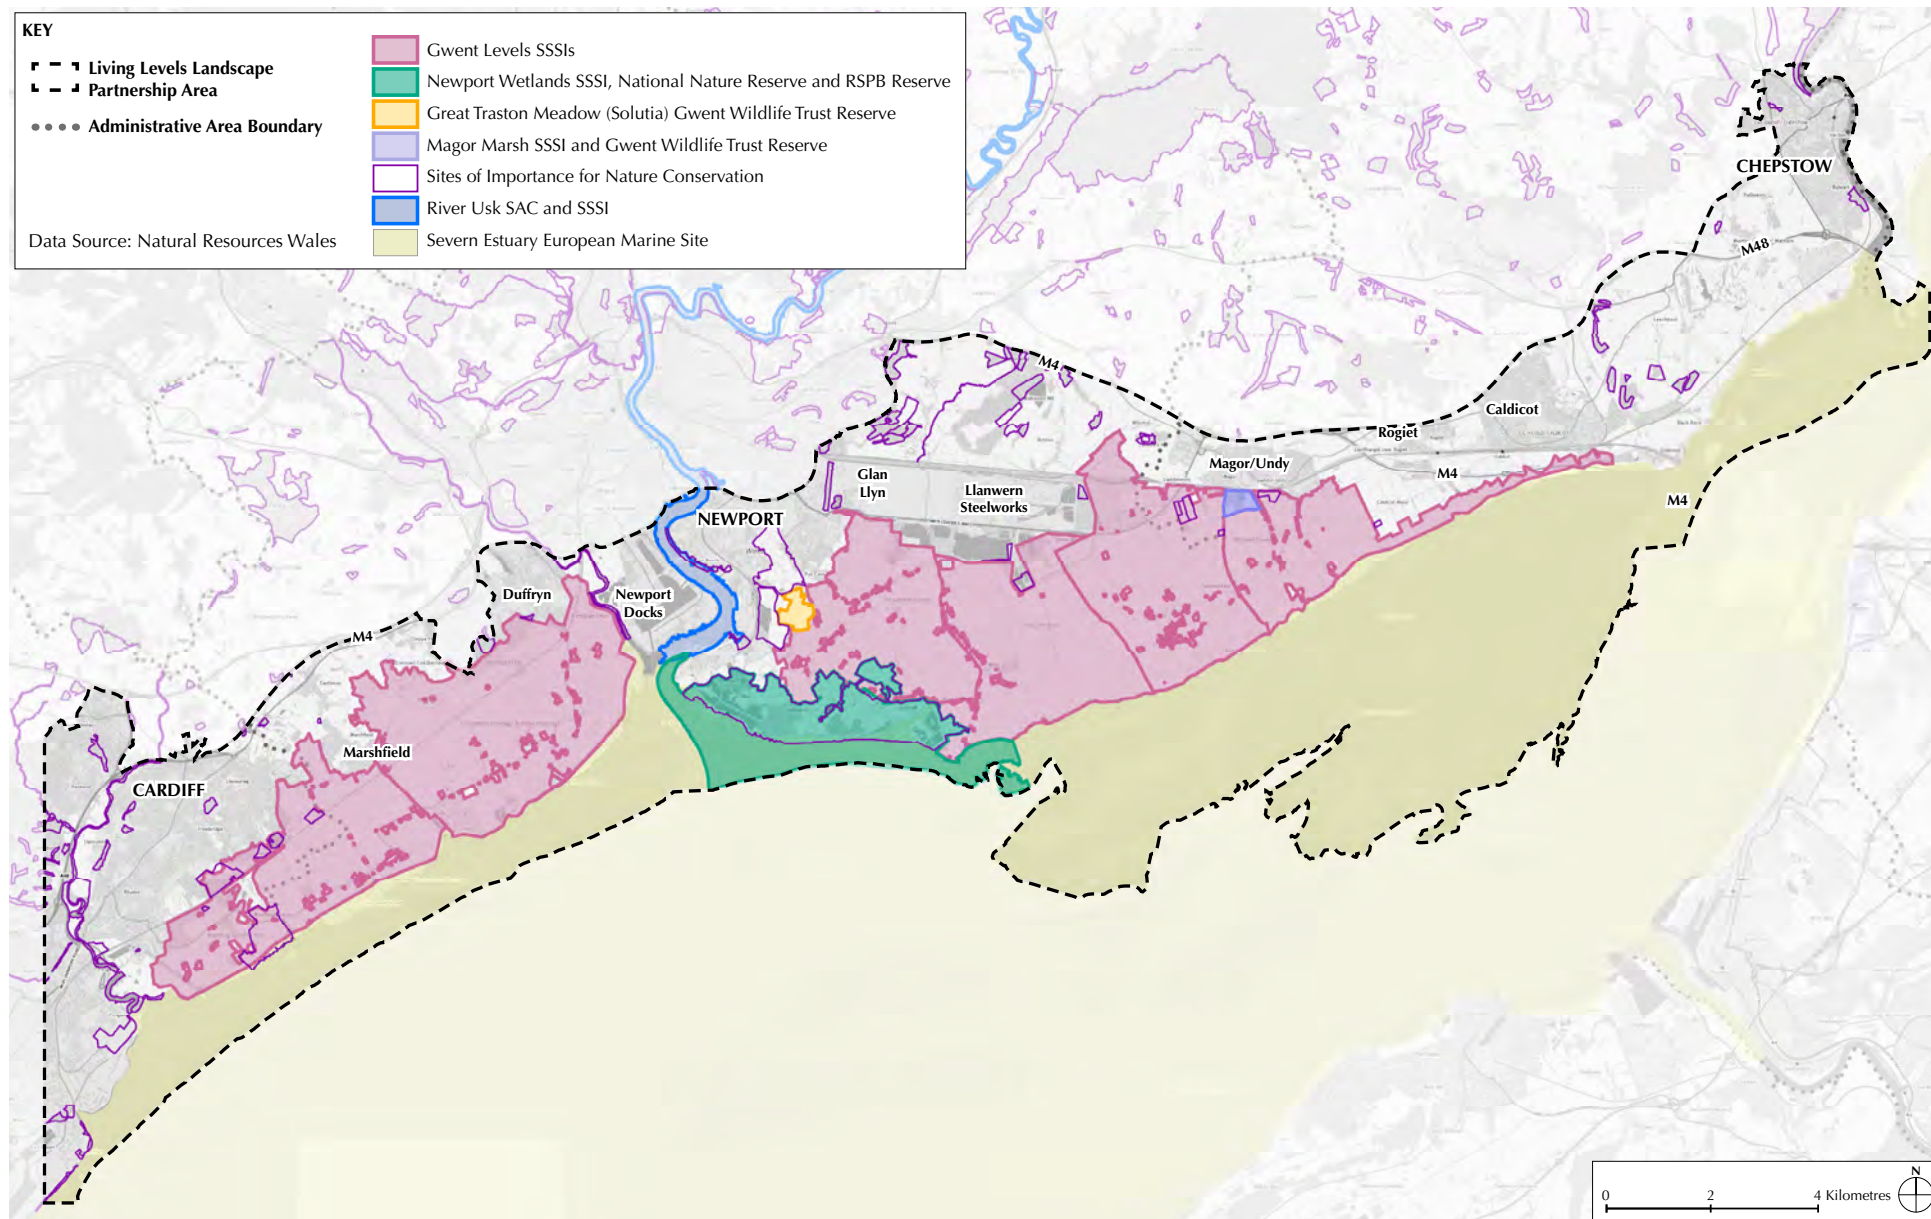 KEY
Living Levels Landscape
Partnership Area
Administrative Area Boundary
Data Source: Natural Resources Wales
Gwent Levels SSSIs
Newport Wetlands SSSI, National Nature Reserve and RSPB Reserve
Great Traston Meadow (Solutia) Gwent Wildlife Trust Reserve
Magor Marsh SSSI and Gwent Wildlife Trust Reserve
Sites of Importance for Nature Conservation
River Usk SAC and SSSI
Severn Estuary European Marine Site
CHEPSTOW
M48
M4
Caldicot
Rogiet
Magor/Undy
M4
M4
Glan
Llyn
Llanwern
Steelworks
NEWPORT
Duffryn
Newport
Docks
M4
Marshfield
CARDIFF
N
0 2 4 Kilometres